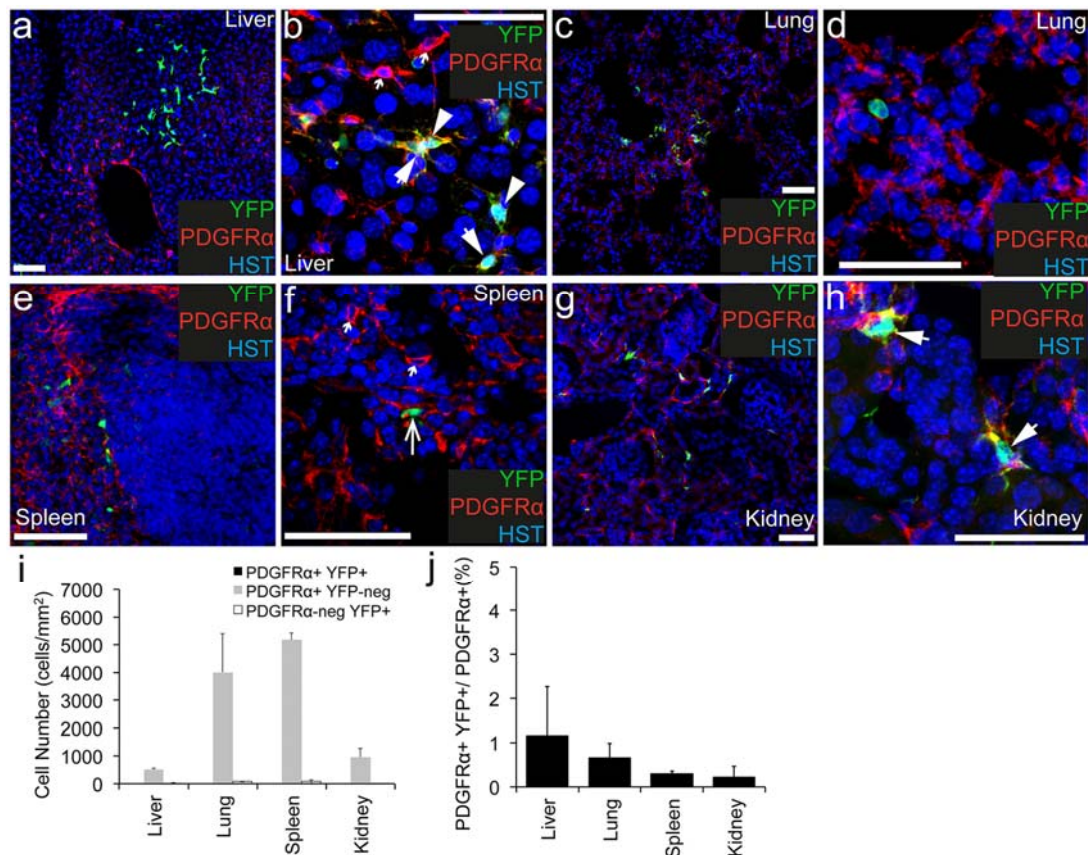 a
Liver
YFP
PDGFRα
HST
b
YFP
PDGFRα
HST
Liver
c
YFP
PDGFRα
HST
Lung
d
YFP
PDGFRα
HST
e
YFP
PDGFRα
HST
Spleen
f
Spleen
YFP
PDGFRα
HST
g
YFP
PDGFRα
HST
Kidney
h
YFP
PDGFRα
HST
Kidney
i
PDGFRα+ YFP+
PDGFRα+ YFP-neg
PDGFRα-neg YFP+
Cell Number (cells/mm²)
7000
6000
5000
4000
3000
2000
1000
0
Liver
Lung
Spleen
Kidney
j
PDGFRα+ YFP+/ PDGFRα+(%)
5
4
3
2
1
0
Liver
Lung
Spleen
Kidney